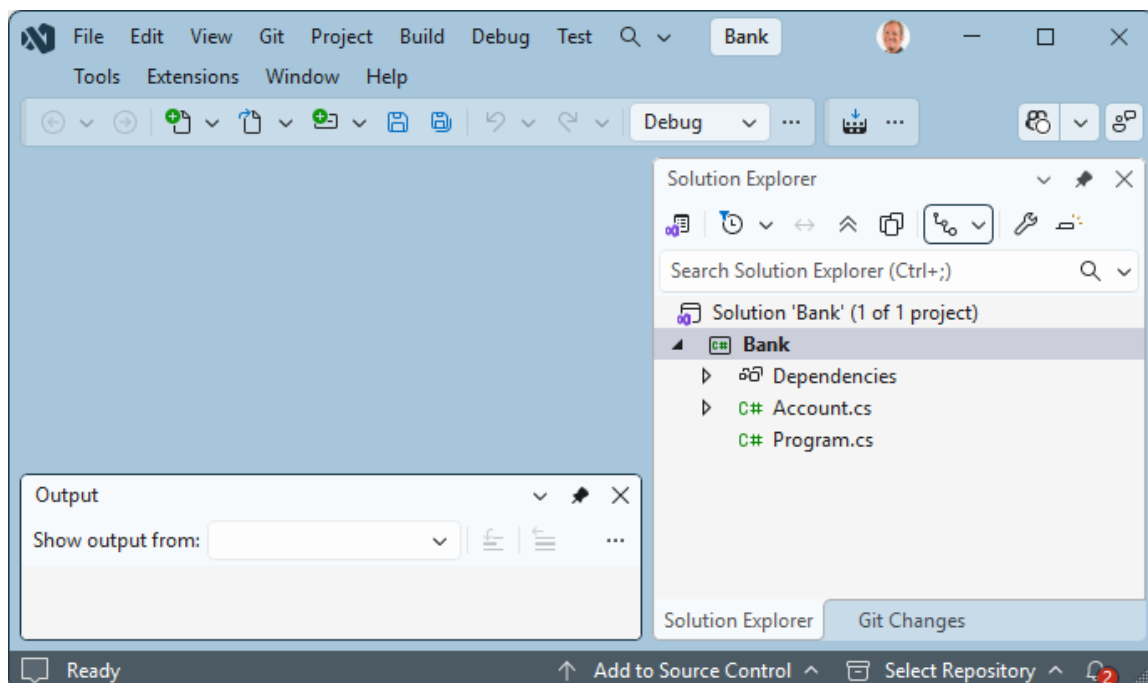 File Edit View Git Project Build Debug Test Bank
Tools Extensions Window Help
Debug
Solution Explorer
Search Solution Explorer (Ctrl+;)
Solution 'Bank' (1 of 1 project)
C# Bank
Dependencies
C# Account.cs
C# Program.cs
Output
Show output from:
Solution Explorer Git Changes
Ready Add to Source Control Select Repository 2